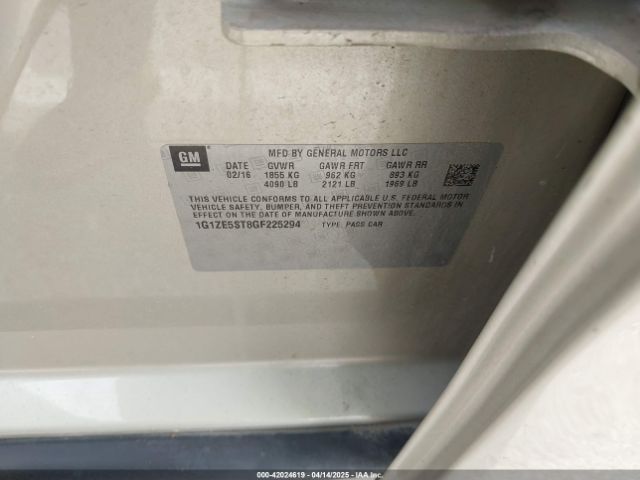 GM
MFD BY GENERAL MOTORS LLC
DATE GVWR GAWR FRT GAWR RR
02/16 1855 KG 962 KG 893 KG
4090 LB 2121 LB 1969 LB
THIS VEHICLE CONFORMS TO ALL APPLICABLE U.S. FEDERAL MOTOR
VEHICLE SAFETY, BUMPER, AND THEFT PREVENTION STANDARDS IN
EFFECT ON THE DATE OF MANUFACTURE SHOWN ABOVE.
1G1ZE5ST8GF225294 TYPE: PASS CAR
000-42024619 - 04/14/2025 - www.iaai.com